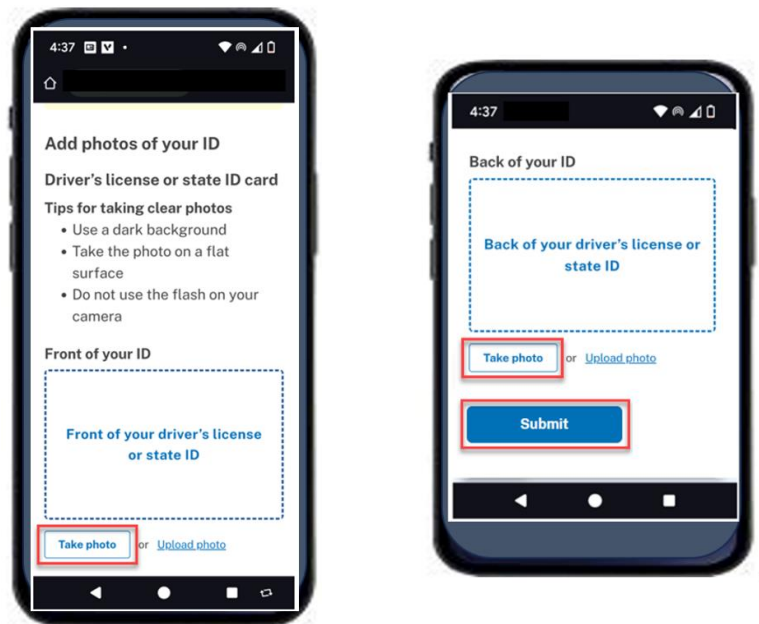 4:37
Add photos of your ID
Driver's license or state ID card
Tips for taking clear photos
• Use a dark background
• Take the photo on a flat
surface
• Do not use the flash on your
camera
Front of your ID
Front of your driver's license
or state ID
Take photo or Upload photo
4:37
Back of your ID
Back of your driver's license or
state ID
Take photo or Upload photo
Submit